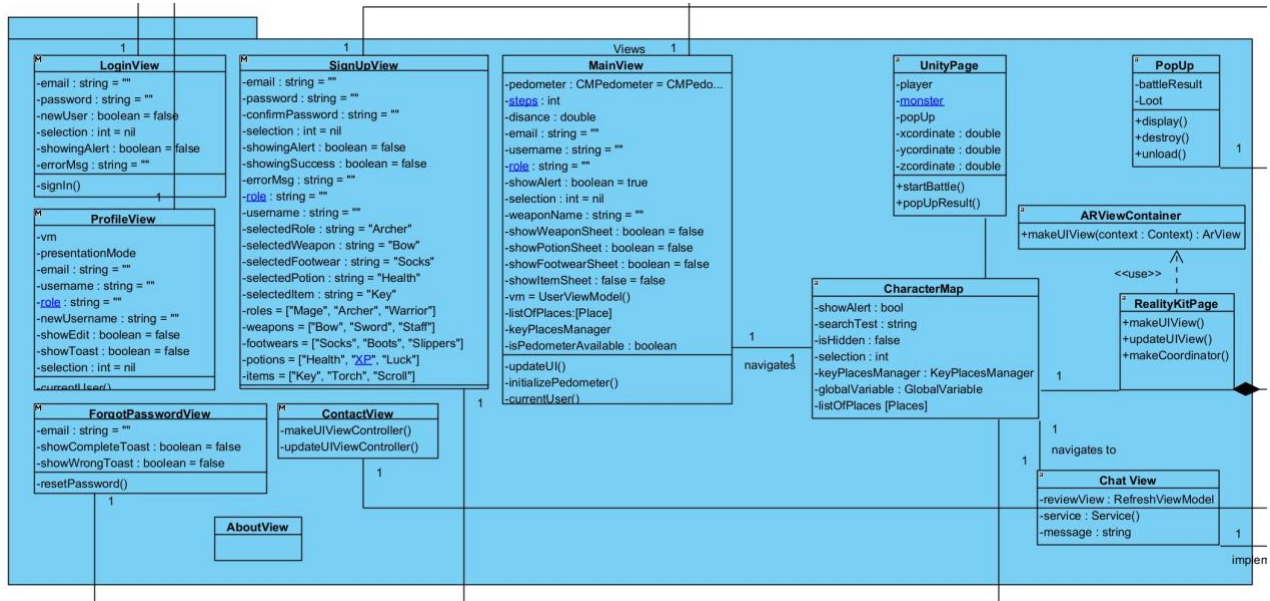 Views
1
LoginView
-email : string = ""
-password : string = ""
-newUser : boolean = false
-selection : int = nil
-showingAlert : boolean = false
-errorMsg : string = ""
-signIn()
1
ProfileView
-vm
-presentationMode
-email : string = ""
-username : string = ""
-role : string = ""
-newUsername : string = ""
-showEdit : boolean = false
-showToast : boolean = false
-selection : int = nil
-currentUser()
ForgotPasswordView
-email : string = ""
-showCompleteToast : boolean = false
-showWrongToast : boolean = false
-resetPassword()
1
1
SignUpView
-email : string = ""
-password : string = ""
-confirmPassword : string = ""
-selection : int = nil
-showingAlert : boolean = false
-showingSuccess : boolean = false
-errorMsg : string = ""
-role : string = ""
-username : string = ""
-selectedRole : string = "Archer"
-selectedWeapon : string = "Bow"
-selectedFootwear : string = "Socks"
-selectedPotion : string = "Health"
-selectedItem : string = "Key"
-roles = ["Mage", "Archer", "Warrior"]
-weapons = ["Bow", "Sword", "Staff"]
-footwears = ["Socks", "Boots", "Slippers"]
-potions = ["Health", "XP", "Luck"]
-items = ["Key", "Torch", "Scroll"]
1
ContactView
-makeUIViewController()
-updateUIViewController()
1
AboutView
1
MainView
-pedometer : CMPedometer = CMPedo...
-steps : int
-disance : double
-email : string = ""
-username : string = ""
-role : string = ""
-showAlert : boolean = true
-selection : int = nil
-weaponName : string = ""
-showWeaponSheet : boolean = false
-showPotionSheet : boolean = false
-showFootwearSheet : boolean = false
-showItemSheet : false = false
-vm = UserViewModel()
-listOfPlaces:[Place]
-keyPlacesManager
-isPedometerAvailable : boolean
-updateUI()
-initializePedometer()
-currentUser()
1
navigates
1
UnityPage
-player
-monster
-popUp
-xcordinate : double
-ycordinate : double
-zcordinate : double
+startBattle()
+popUpResult()
CharacterMap
-showAlert : bool
-searchTest : string
-isHidden : false
-selection : int
-keyPlacesManager : KeyPlacesManager
-globalVariable : GlobalVariable
-listOfPlaces [Places]
1
1
1
navigates to
PopUp
-battleResult
-Loot
+display()
+destroy()
+unload()
1
ARViewContainer
+makeUIView(context : Context) : ArView
<<use>>
RealityKitPage
+makeUIView()
+updateUIView()
+makeCoordinator()
1
Chat View
-reviewView : RefreshViewModel
-service : Service()
-message : string
1
implem